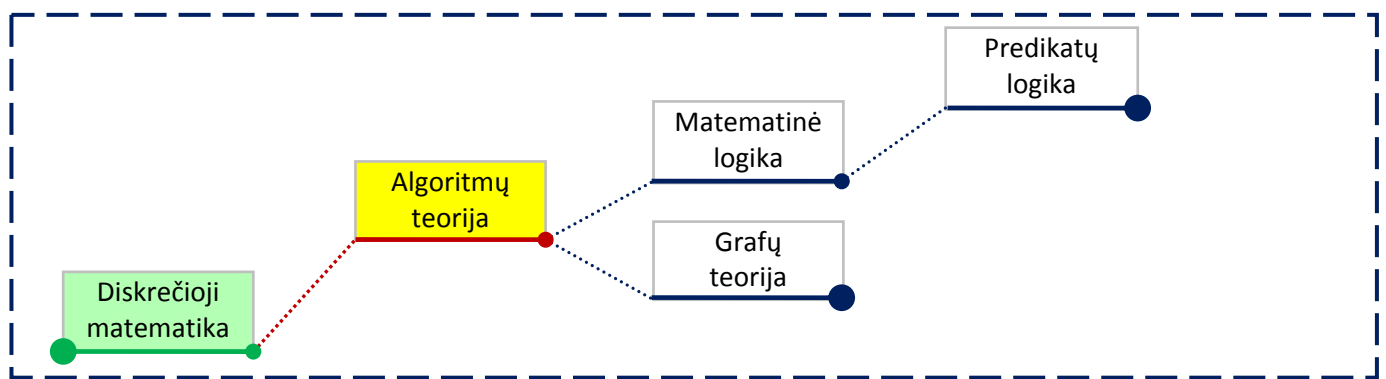 Predikatų
logika
Matematinė
logika
Algoritmų
teorija
Grafų
teorija
Diskrečioji
matematika